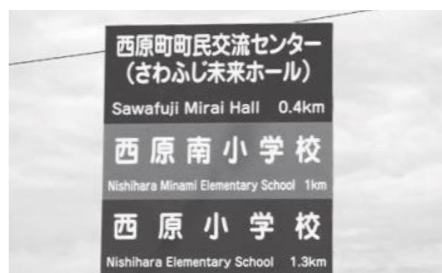 西原町町民交流センター
(さわふじ未来ホール)
Sawafuji Mirai Hall 0.4km
西原南小学校
Nishihara Minami Elementary School 1km
西原小学校
Nishihara Elementary School 1.3km